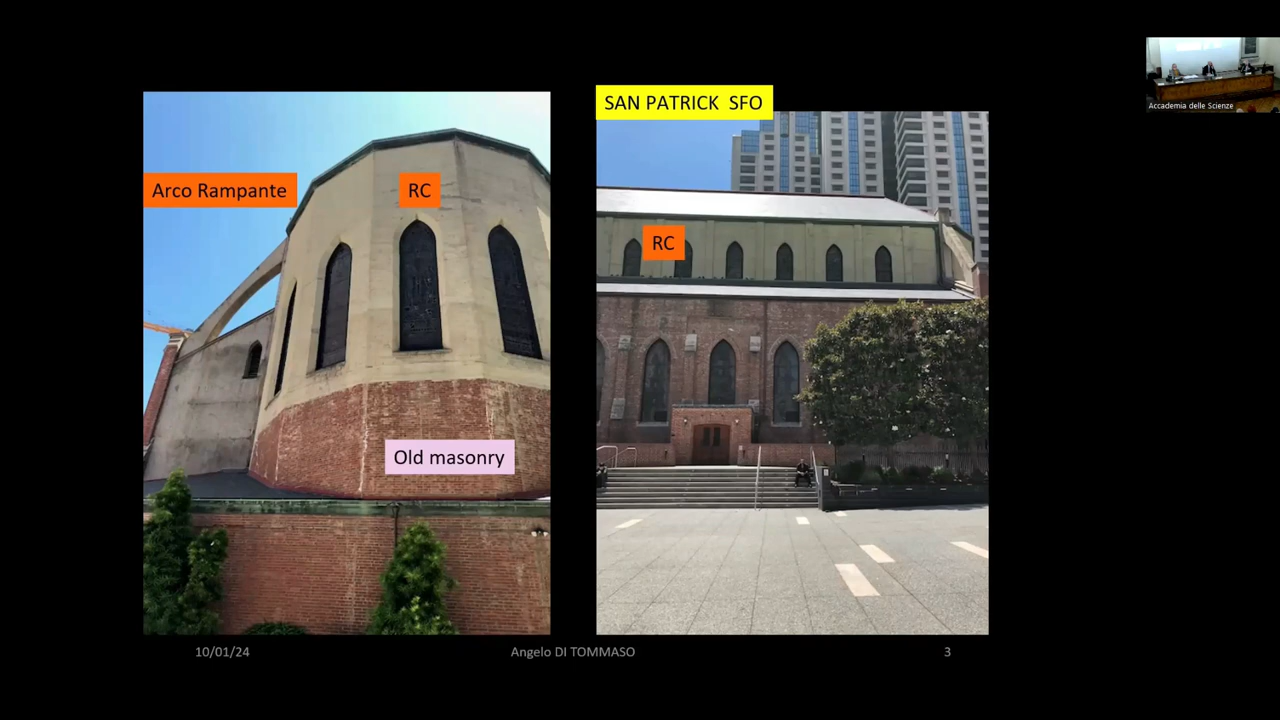 SAN PATRICK SFO
Arco Rampante
RC
RC
Old masonry
Accademia delle Scienze
10/01/24
Angelo DI TOMMASO
3